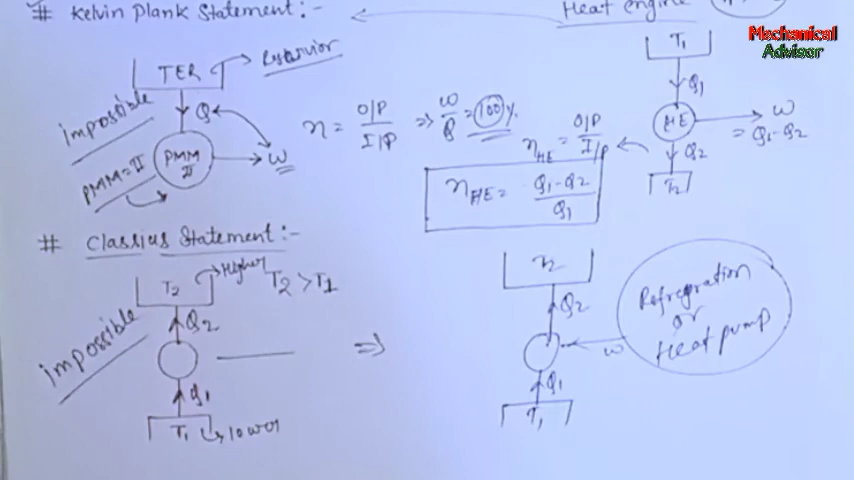 # Kelvin Plank Statement :-
Heat engine
Mechanical
Advisor
TER
Reservior
impossible
Q
PMM = II
PMM
II
W
η = O/P / I/P => W/Q = 100%
T1
Q1
HE
W
= Q1-Q2
Q2
T2
ηHE = O/P / I/P
ηHE = Q1-Q2 / Q1
# Classius Statement :-
T2
Higher
T2 > T1
impossible
Q2
Q1
T1
lower
=>
T2
Q2
W
Q1
T1
Refregration
or
Heat pump